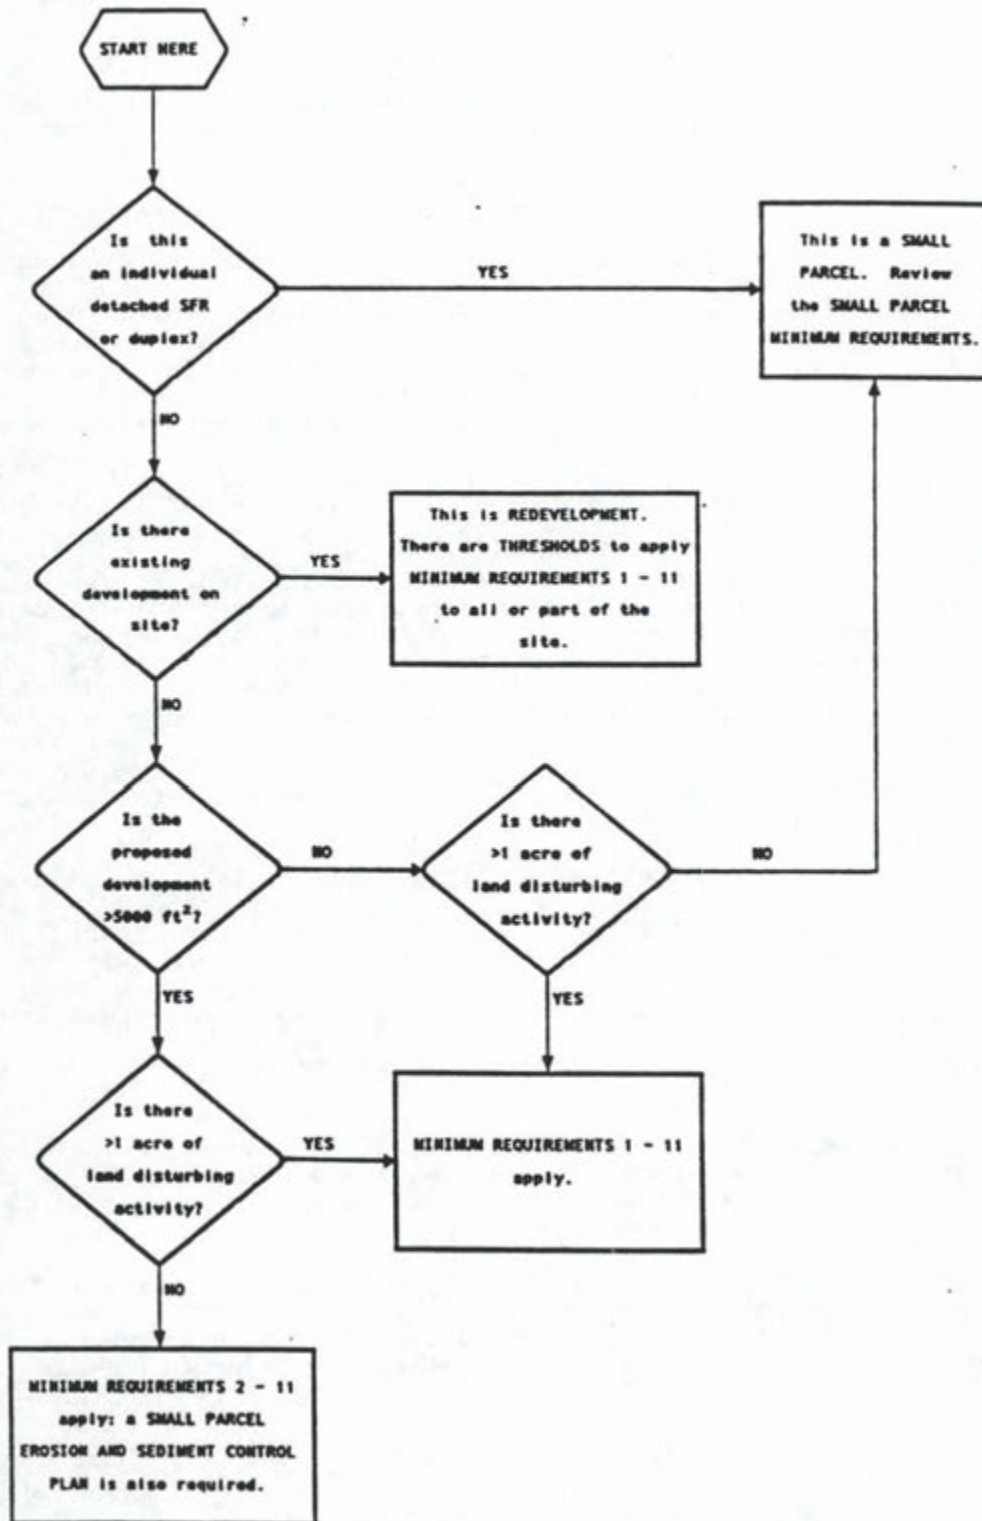 START HERE
Is this
an individual
detached SFR
or duplex?
YES
This is a SMALL
PARCEL. Review
the SMALL PARCEL
MINIMUM REQUIREMENTS.
NO
Is there
existing
development on
site?
YES
This is REDEVELOPMENT.
There are THRESHOLDS to apply
MINIMUM REQUIREMENTS 1 - 11
to all or part of the
site.
NO
Is the
proposed
development
>5000 ft²?
NO
Is there
>1 acre of
land disturbing
activity?
NO
YES
YES
Is there
>1 acre of
land disturbing
activity?
YES
MINIMUM REQUIREMENTS 1 - 11
apply.
NO
MINIMUM REQUIREMENTS 2 - 11
apply: a SMALL PARCEL
EROSION AND SEDIMENT CONTROL
PLAN is also required.